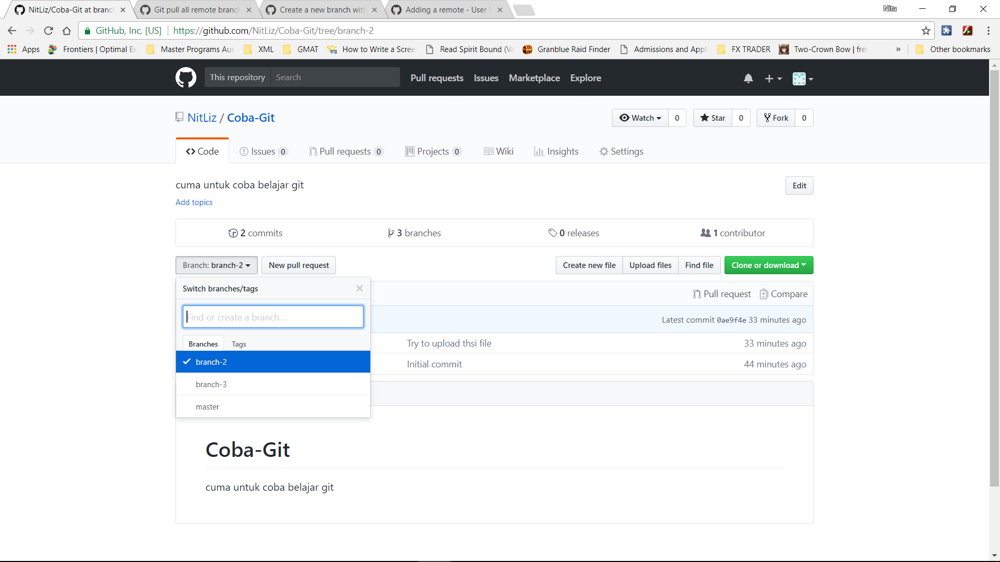 NitLiz/Coba-Git at branch
Git pull all remote branch
Create a new branch with
Adding a remote - User D
Nita
GitHub, Inc. [US]
https://github.com/NitLiz/Coba-Git/tree/branch-2
Apps
Frontiers | Optimal Ex
Master Programs Aus
XML
GMAT
How to Write a Scree
Read Spirit Bound (Va
Granblue Raid Finder
Admissions and Appli
FX TRADER
Two-Crown Bow | freu
»
Other bookmarks
This repository
Search
Pull requests
Issues
Marketplace
Explore
NitLiz / Coba-Git
Watch
0
Star
0
Fork
0
Code
Issues 0
Pull requests 0
Projects 0
Wiki
Insights
Settings
cuma untuk coba belajar git
Edit
Add topics
2 commits
3 branches
0 releases
1 contributor
Branch: branch-2
New pull request
Create new file
Upload files
Find file
Clone or download
Switch branches/tags
Pull request
Compare
Find or create a branch...
Latest commit 0ae9f4e 33 minutes ago
Branches
Tags
Try to upload thsi file
33 minutes ago
branch-2
Initial commit
44 minutes ago
branch-3
master
Coba-Git
cuma untuk coba belajar git